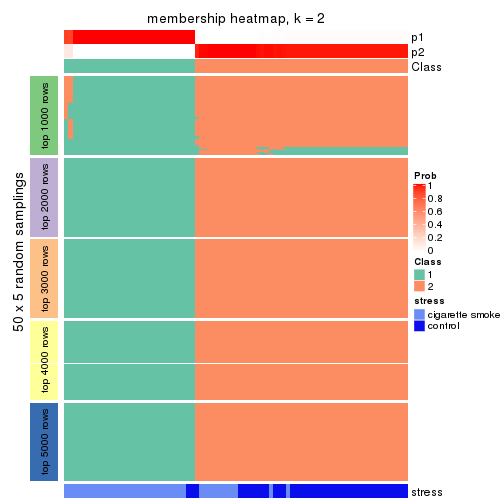 membership heatmap, k = 2
p1
p2
Class
50 x 5 random samplings
top 1000 rows
top 2000 rows
top 3000 rows
top 4000 rows
top 5000 rows
stress
Prob
1
0.8
0.6
0.4
0.2
0
Class
1
2
stress
cigarette smoke
control